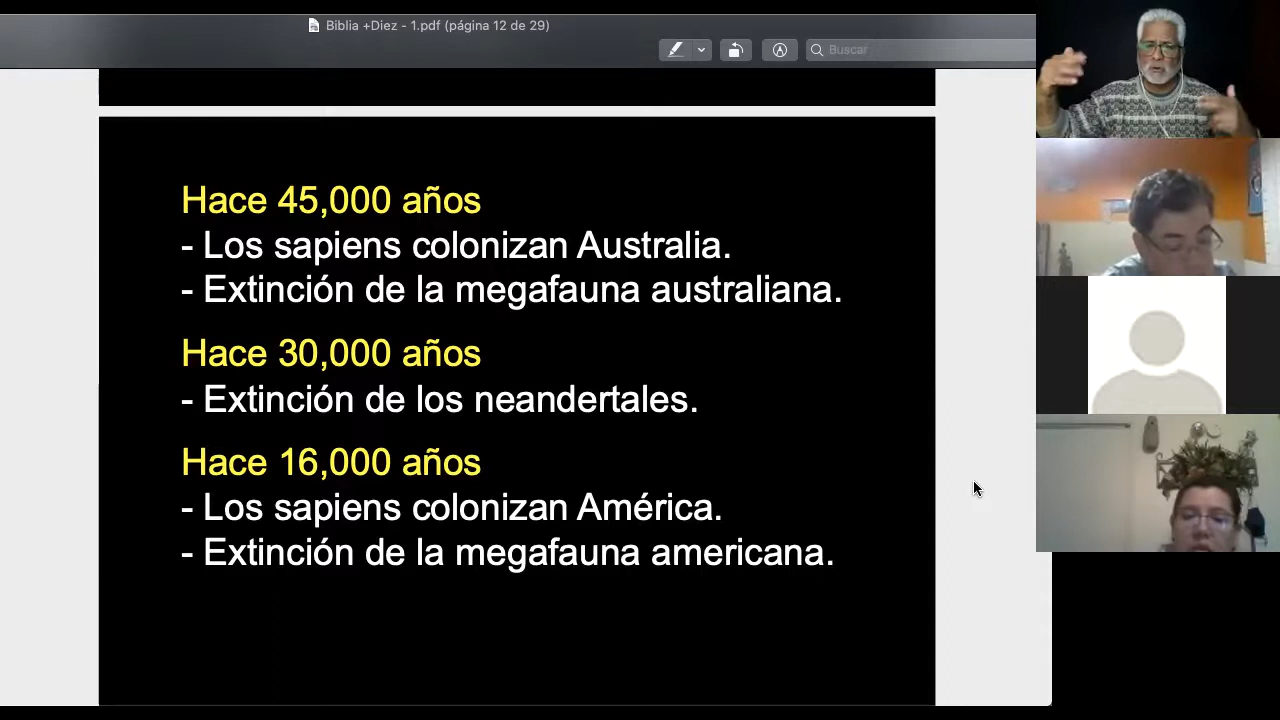 Biblia +Diez - 1.pdf (página 12 de 29)
Buscar
Hace 45,000 años
- Los sapiens colonizan Australia.
- Extinción de la megafauna australiana.
Hace 30,000 años
- Extinción de los neandertales.
Hace 16,000 años
- Los sapiens colonizan América.
- Extinción de la megafauna americana.